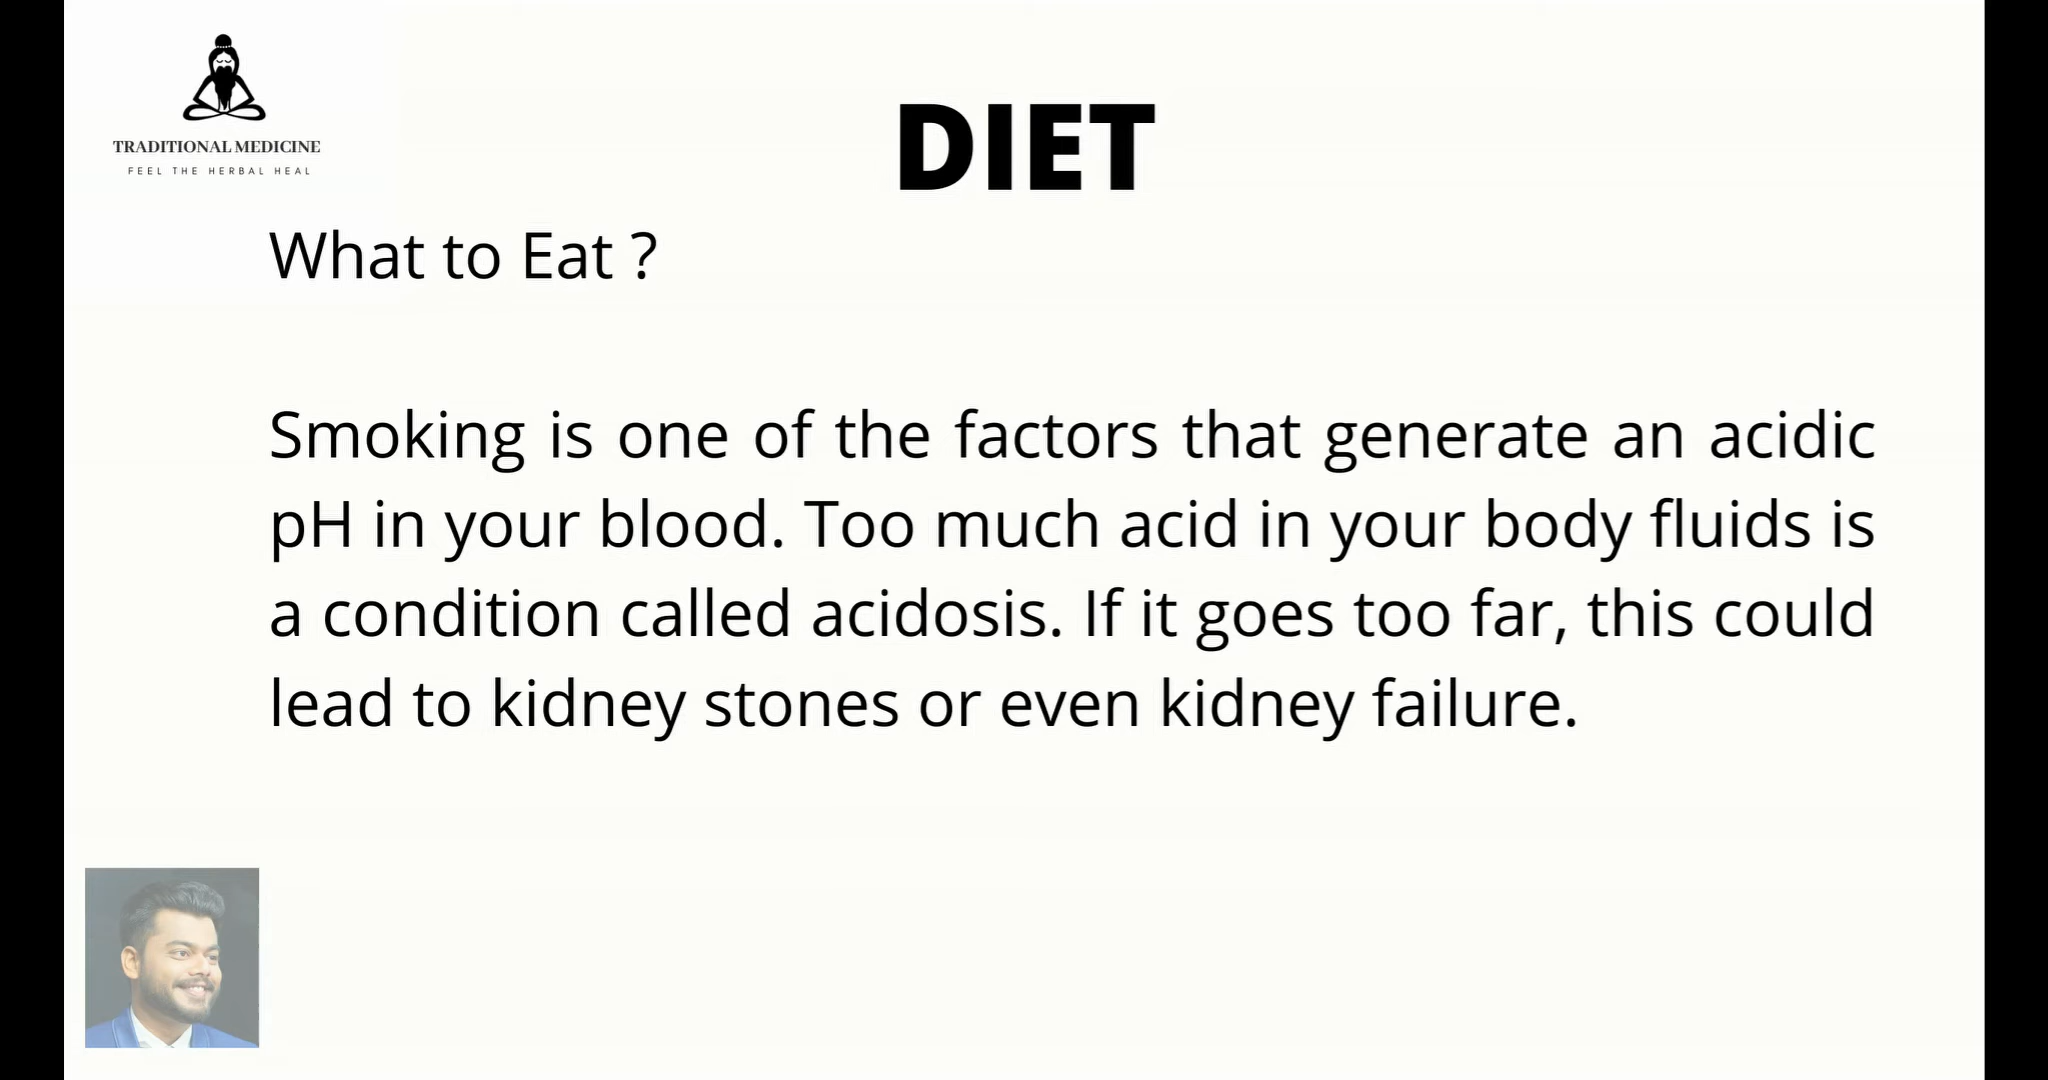 TRADITIONAL MEDICINE
FEEL THE HERBAL HEAL
DIET
What to Eat ?
Smoking is one of the factors that generate an acidic
pH in your blood. Too much acid in your body fluids is
a condition called acidosis. If it goes too far, this could
lead to kidney stones or even kidney failure.